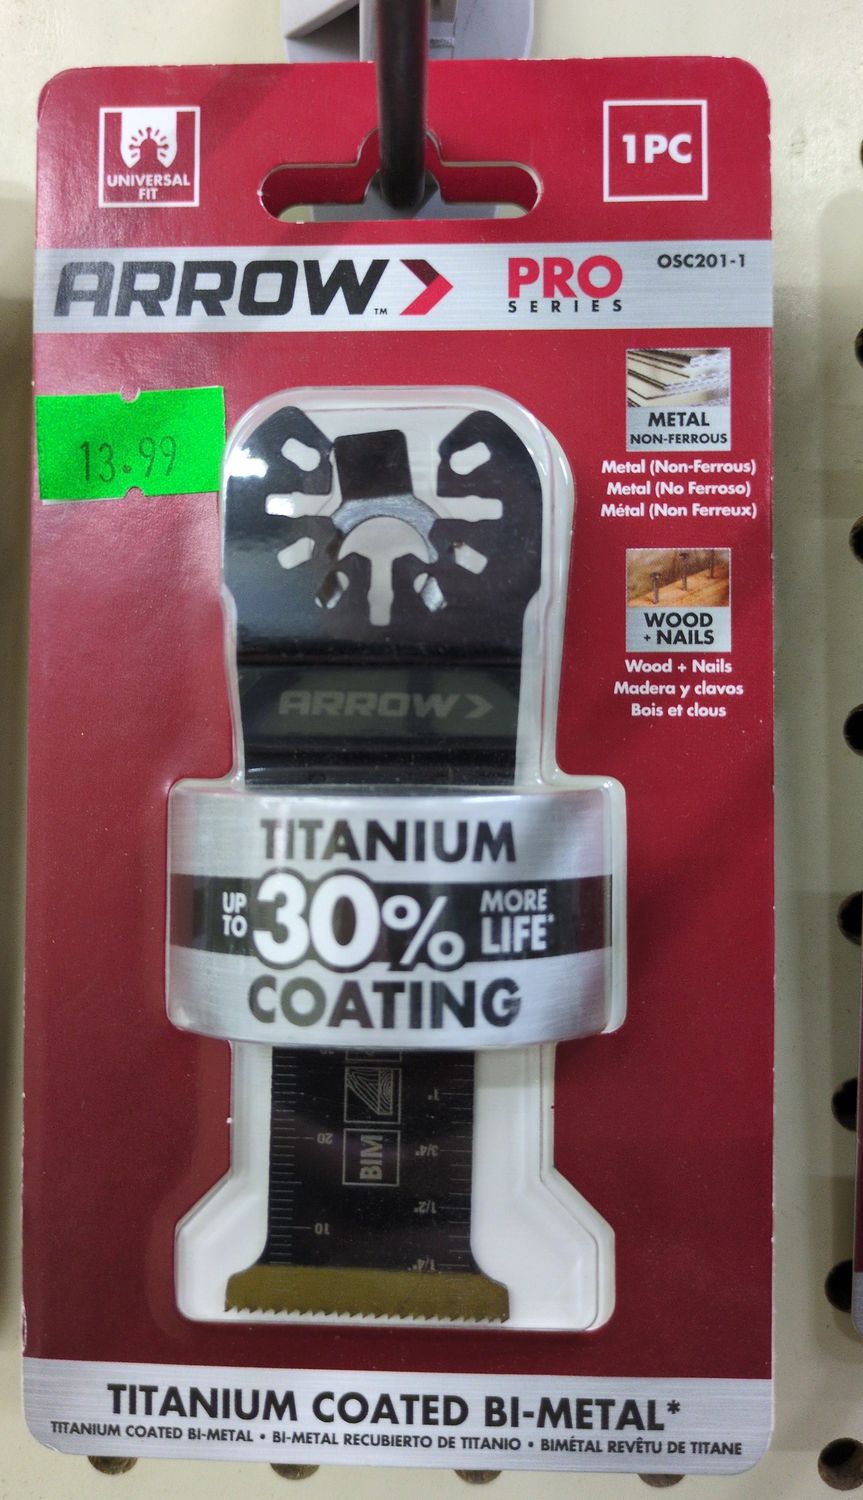 UNIVERSAL
FIT
1PC
ARROW™
PRO
SERIES
OSC201-1
13.99
METAL
NON-FERROUS
Metal (Non-Ferrous)
Metal (No Ferroso)
Métal (Non Ferreux)
WOOD
+ NAILS
Wood + Nails
Madera y clavos
Bois et clous
ARROW
TITANIUM
UP
TO
30%
MORE
LIFE*
COATING
1"
20
3/4"
BIM
1/2"
10
1/4"
TITANIUM COATED BI-METAL*
TITANIUM COATED BI-METAL • BI-METAL RECUBIERTO DE TITANIO • BIMÉTAL REVÊTU DE TITANE